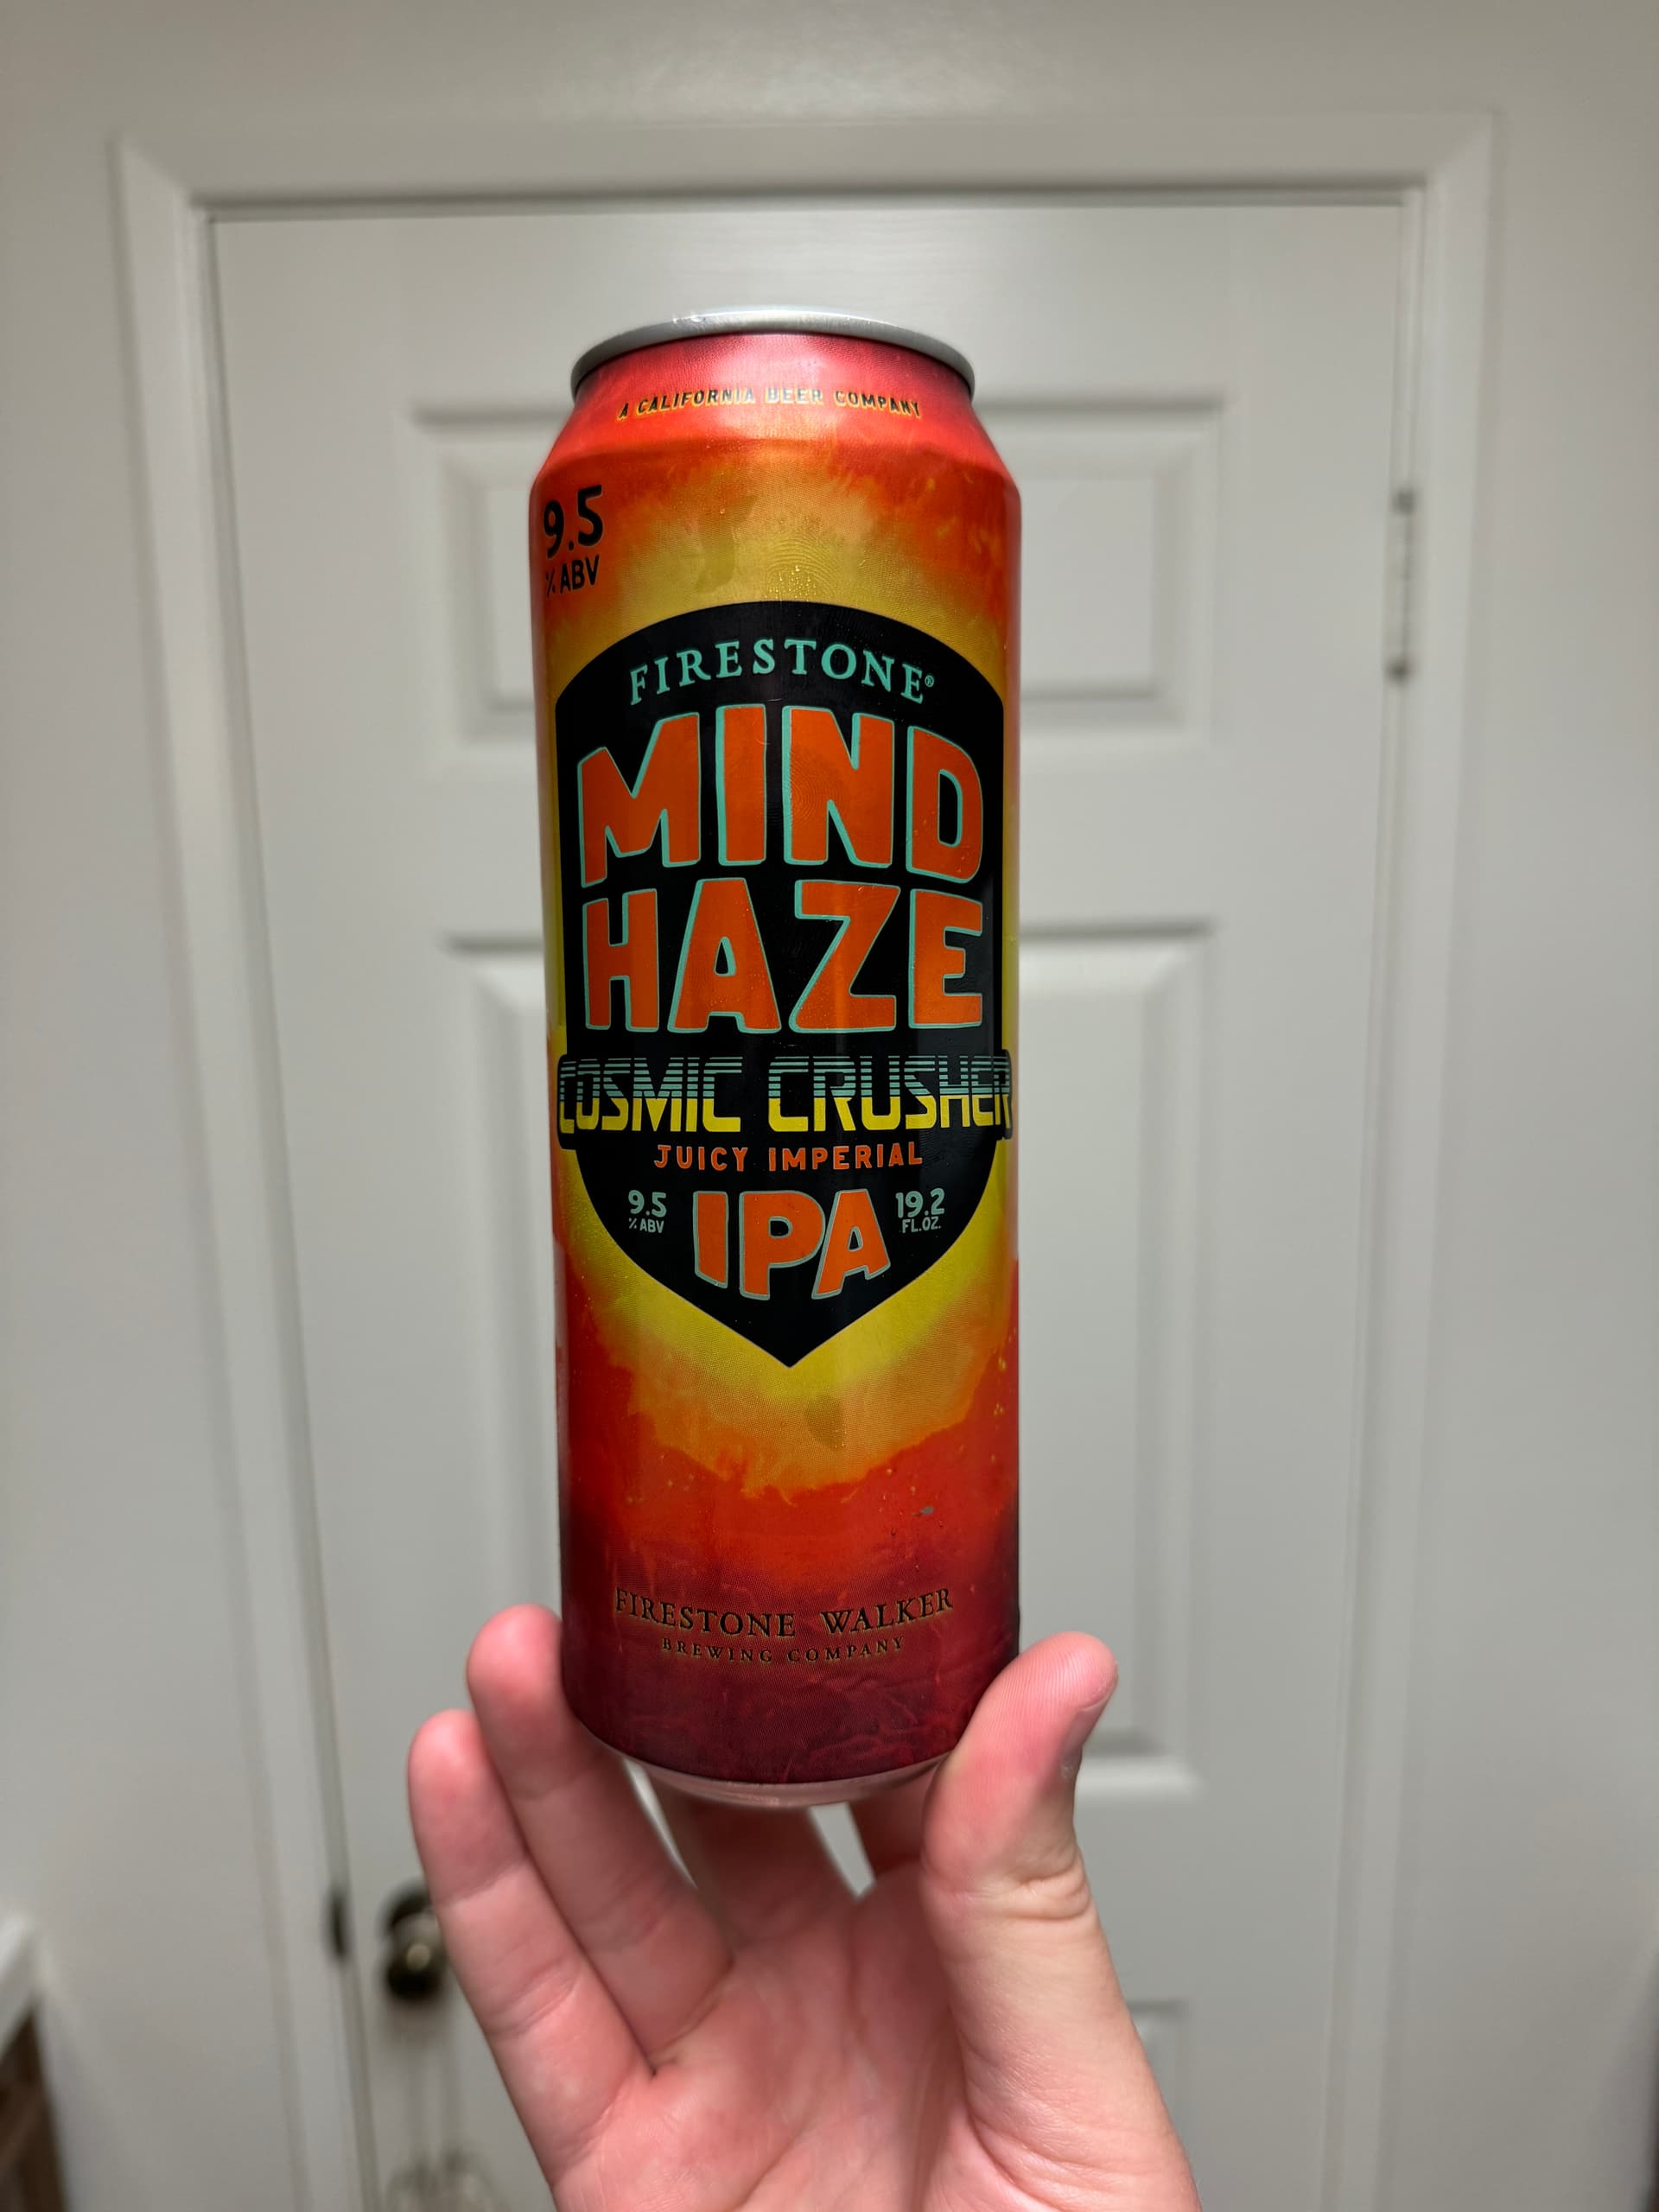 A CALIFORNIA BEER COMPANY
9.5
% ABV
FIRESTONE®
MIND
HAZE
COSMIC CRUSHER
JUICY IMPERIAL
9.5
% ABV
IPA
19.2
FL.OZ.
FIRESTONE WALKER
BREWING COMPANY